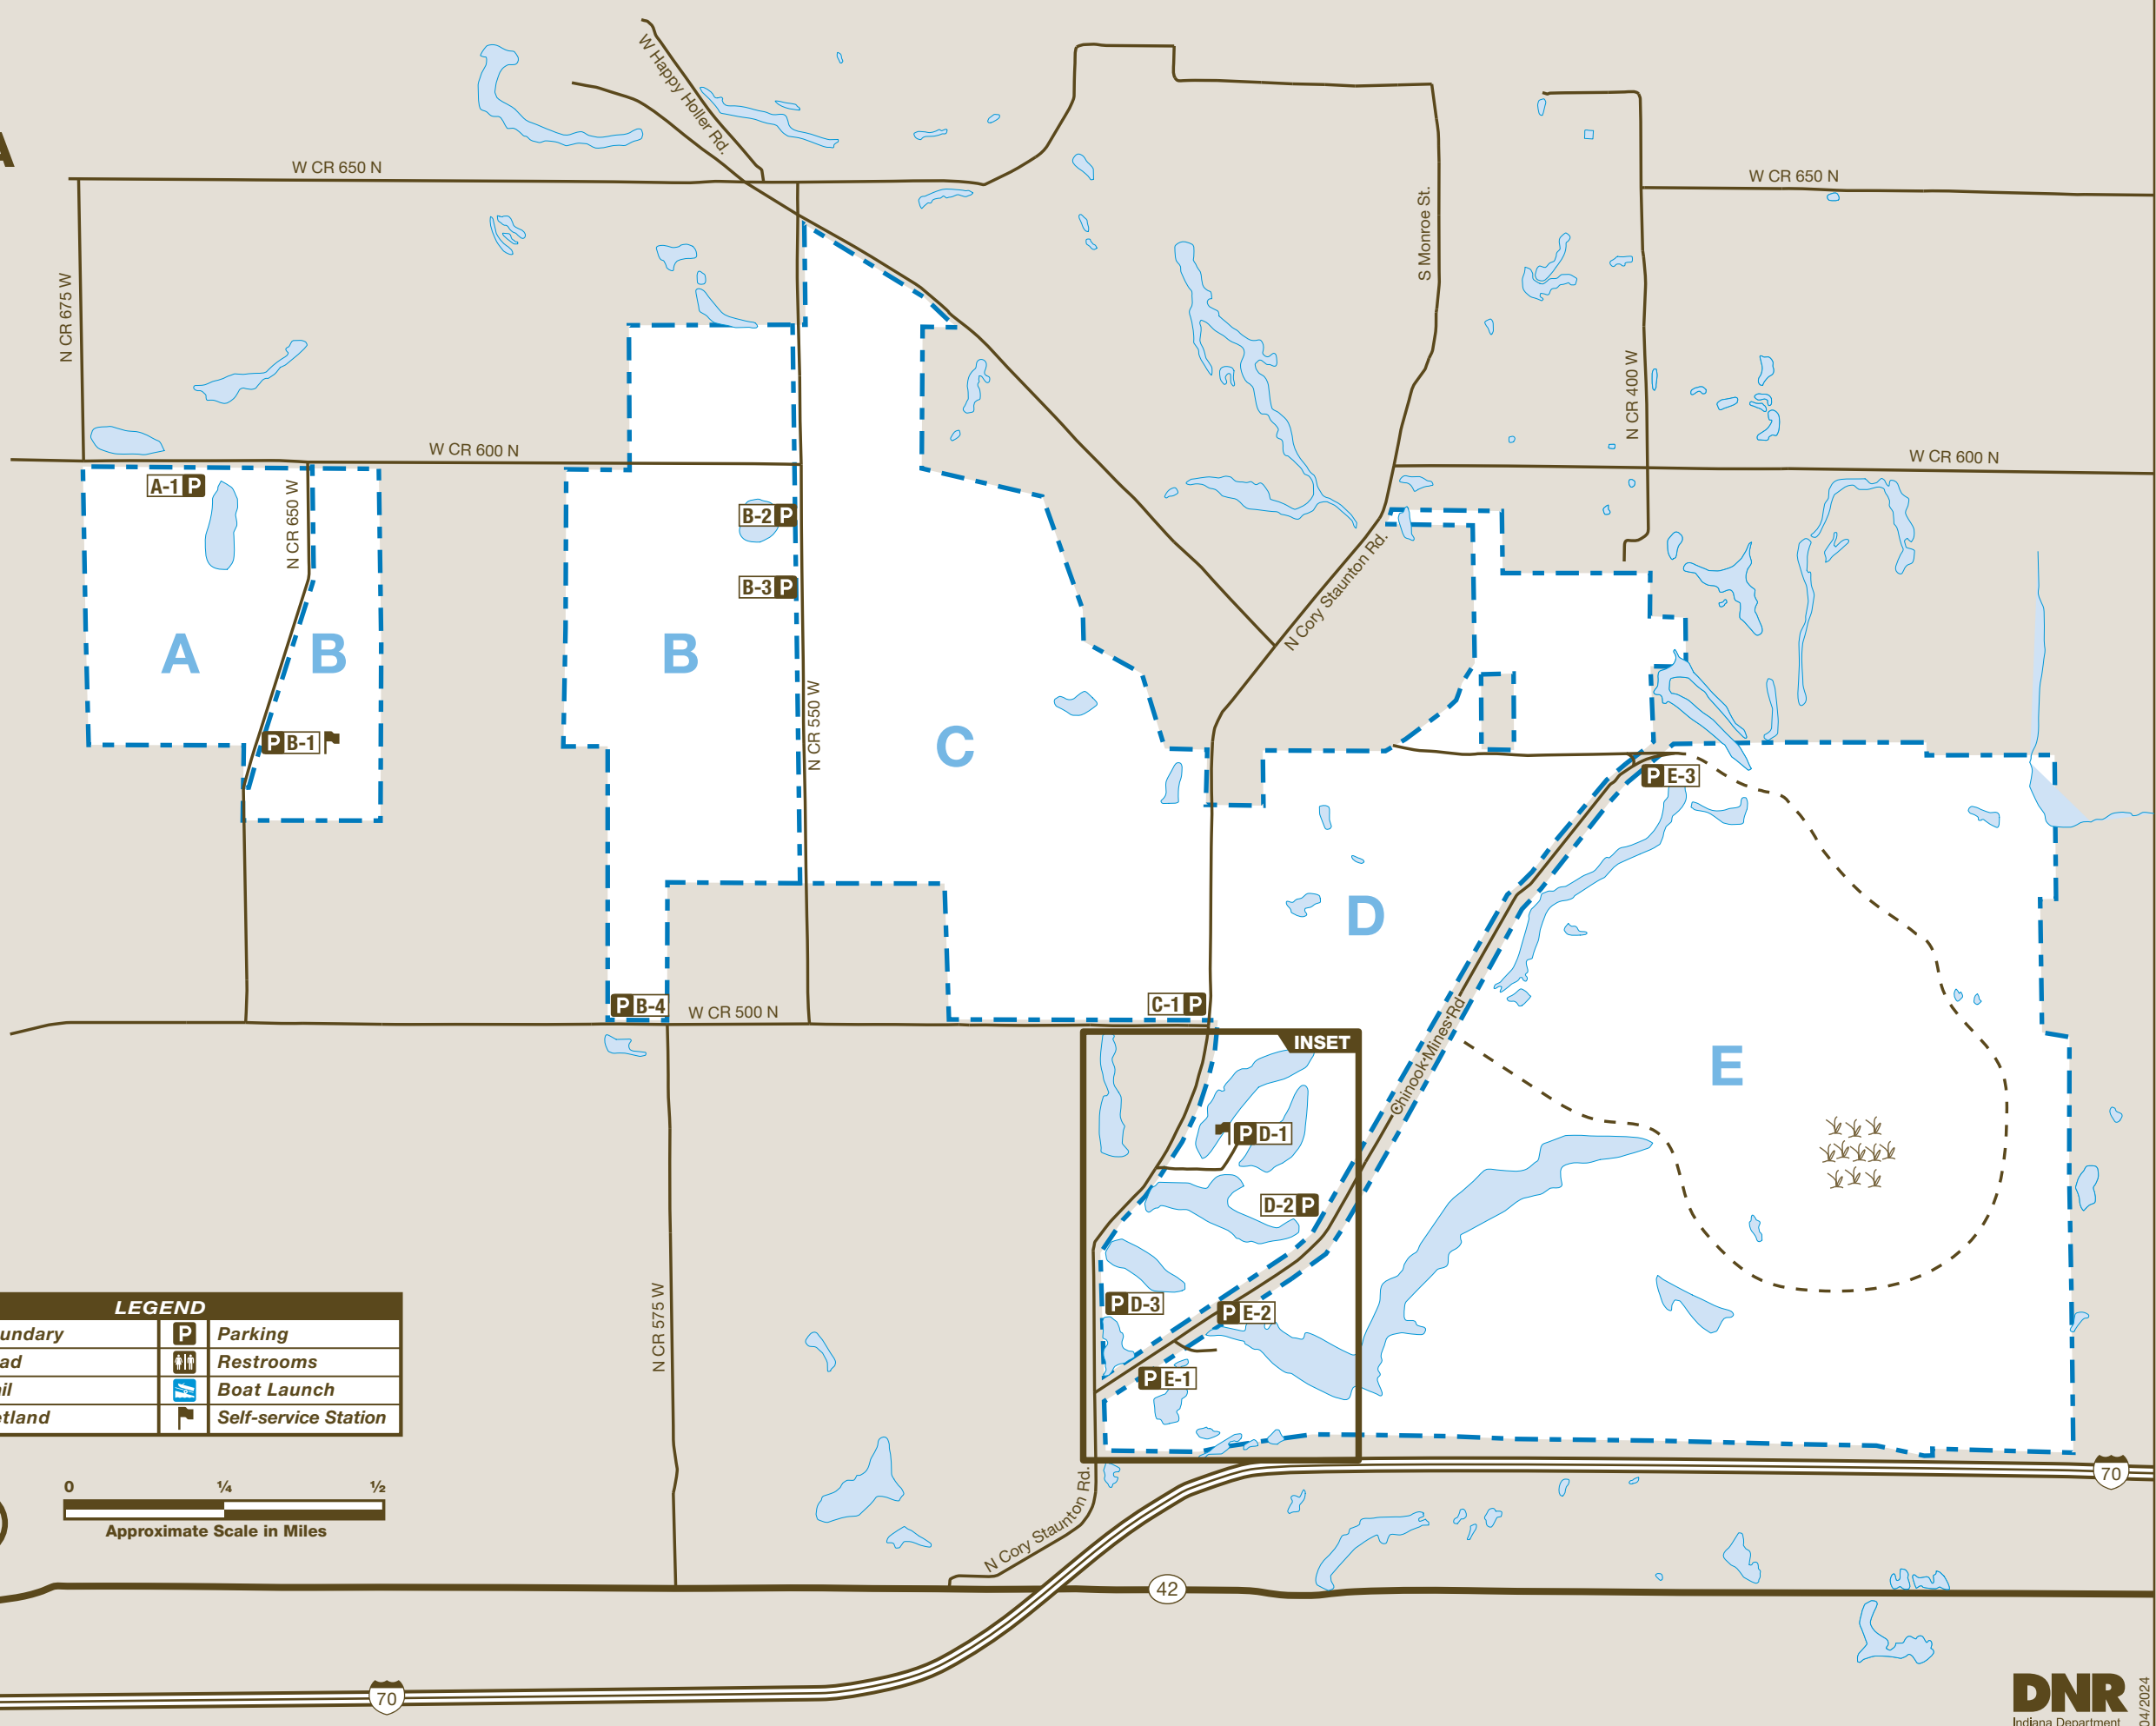 A
W Happy Holler Rd.
W CR 650 N
W CR 650 N
S Monroe St.
N CR 675 W
N CR 400 W
W CR 600 N
W CR 600 N
A-1 P
N CR 650 W
B-2 P
N Cory Staunton Rd.
B-3 P
A
B
B
N CR 550 W
C
P B-1
P E-3
D
P B-4
W CR 500 N
C-1 P
INSET
Chinook Mines Rd
E
P D-1
D-2 P
P D-3
P E-2
N CR 575 W
P E-1
LEGEND
undary
P
Parking
ad
Restrooms
il
Boat Launch
etland
Self-service Station
0 ¼ ½
Approximate Scale in Miles
70
N Cory Staunton Rd.
42
70
DNR
Indiana Department
04/2024